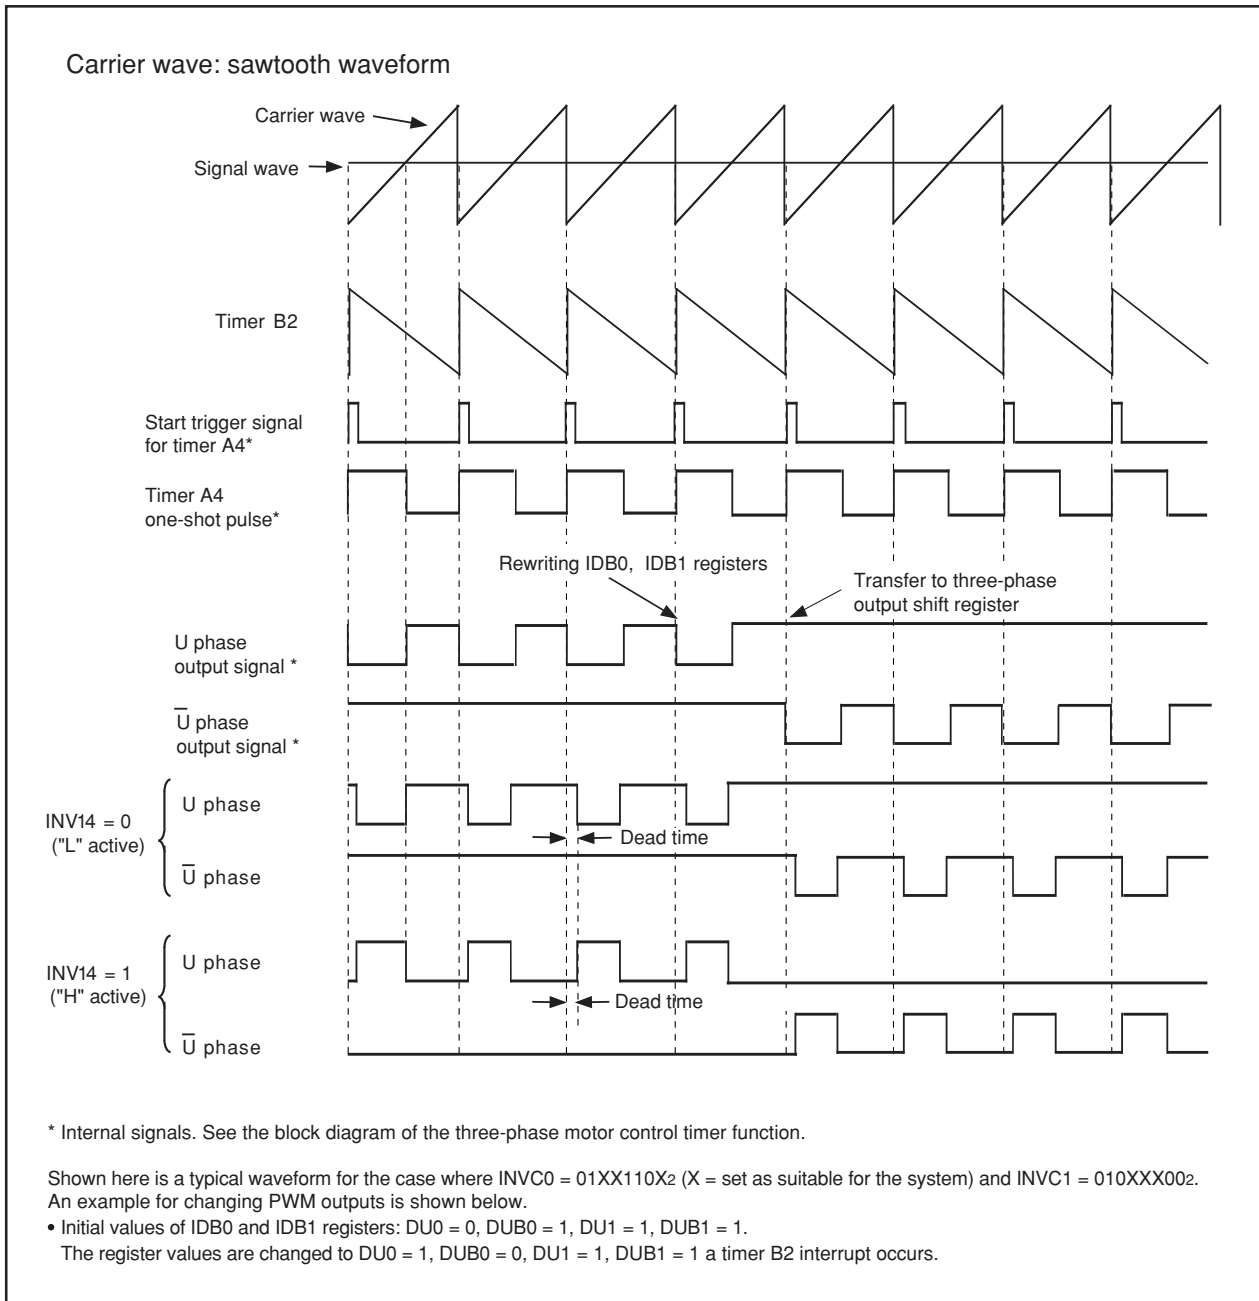 Carrier wave: sawtooth waveform
Carrier wave
Signal wave
Timer B2
Start trigger signal
for timer A4*
Timer A4
one-shot pulse*
Rewriting IDB0, IDB1 registers
Transfer to three-phase
output shift register
U phase
output signal *
U̅ phase
output signal *
INV14 = 0
("L" active)
U phase
Dead time
U̅ phase
INV14 = 1
("H" active)
U phase
Dead time
U̅ phase
* Internal signals. See the block diagram of the three-phase motor control timer function.
Shown here is a typical waveform for the case where INVC0 = 01XX110X2 (X = set as suitable for the system) and INVC1 = 010XXX002.
An example for changing PWM outputs is shown below.
• Initial values of IDB0 and IDB1 registers: DU0 = 0, DUB0 = 1, DU1 = 1, DUB1 = 1.
The register values are changed to DU0 = 1, DUB0 = 0, DU1 = 1, DUB1 = 1 a timer B2 interrupt occurs.